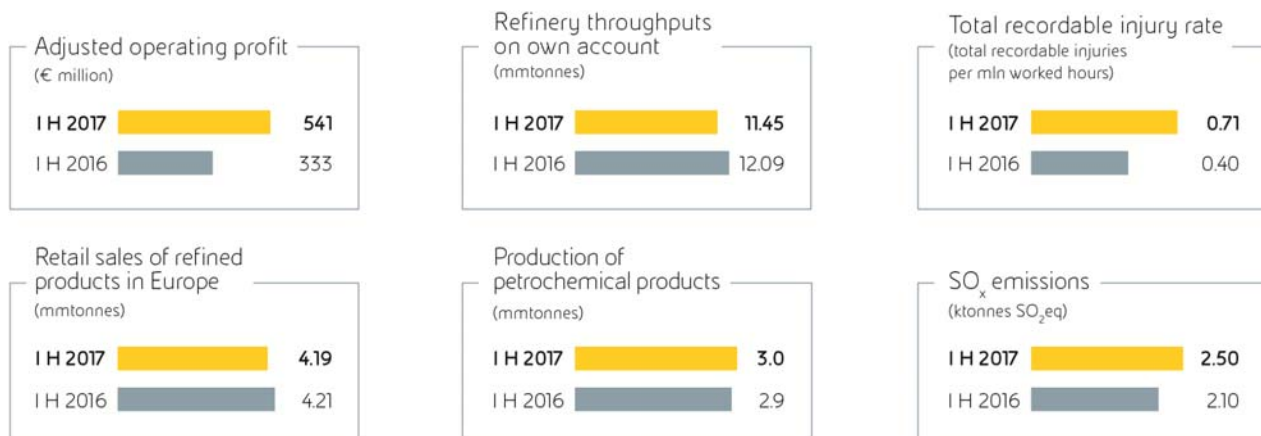 Adjusted operating profit
(€ million)
I H 2017 541
I H 2016 333
Refinery throughputs
on own account
(mmtonnes)
I H 2017 11.45
I H 2016 12.09
Total recordable injury rate
(total recordable injuries
per mln worked hours)
I H 2017 0.71
I H 2016 0.40
Retail sales of refined
products in Europe
(mmtonnes)
I H 2017 4.19
I H 2016 4.21
Production of
petrochemical products
(mmtonnes)
I H 2017 3.0
I H 2016 2.9
SOₓ emissions
(ktonnes SO₂eq)
I H 2017 2.50
I H 2016 2.10